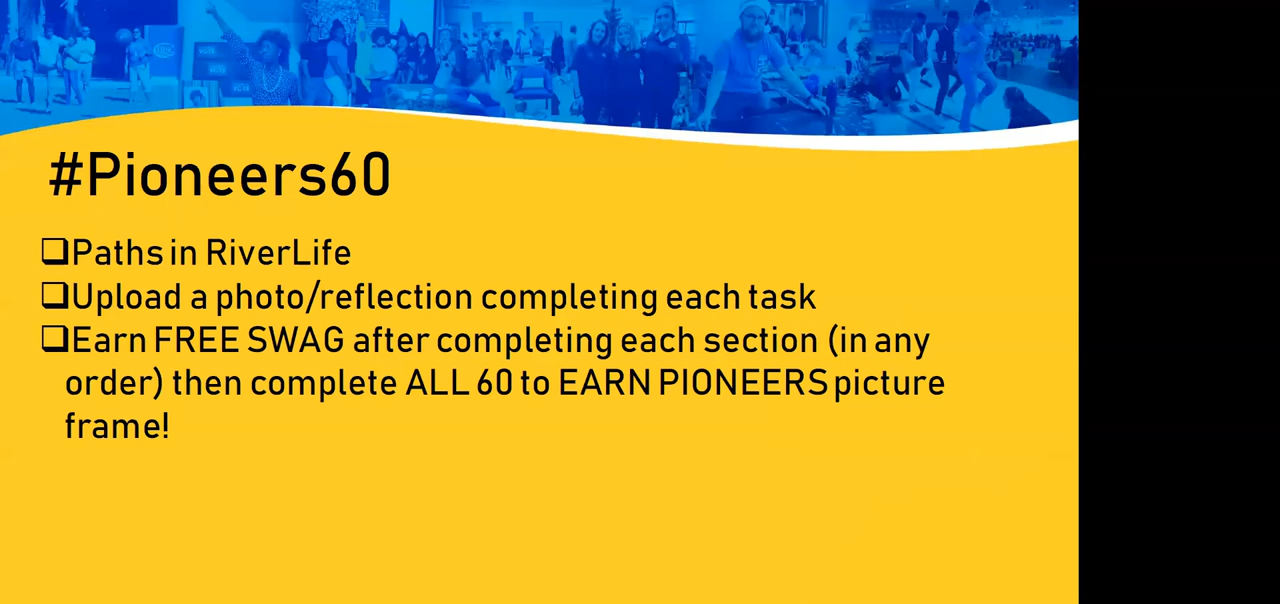 #Pioneers60
❑Paths in RiverLife
❑Upload a photo/reflection completing each task
❑Earn FREE SWAG after completing each section (in any
order) then complete ALL 60 to EARN PIONEERS picture
frame!